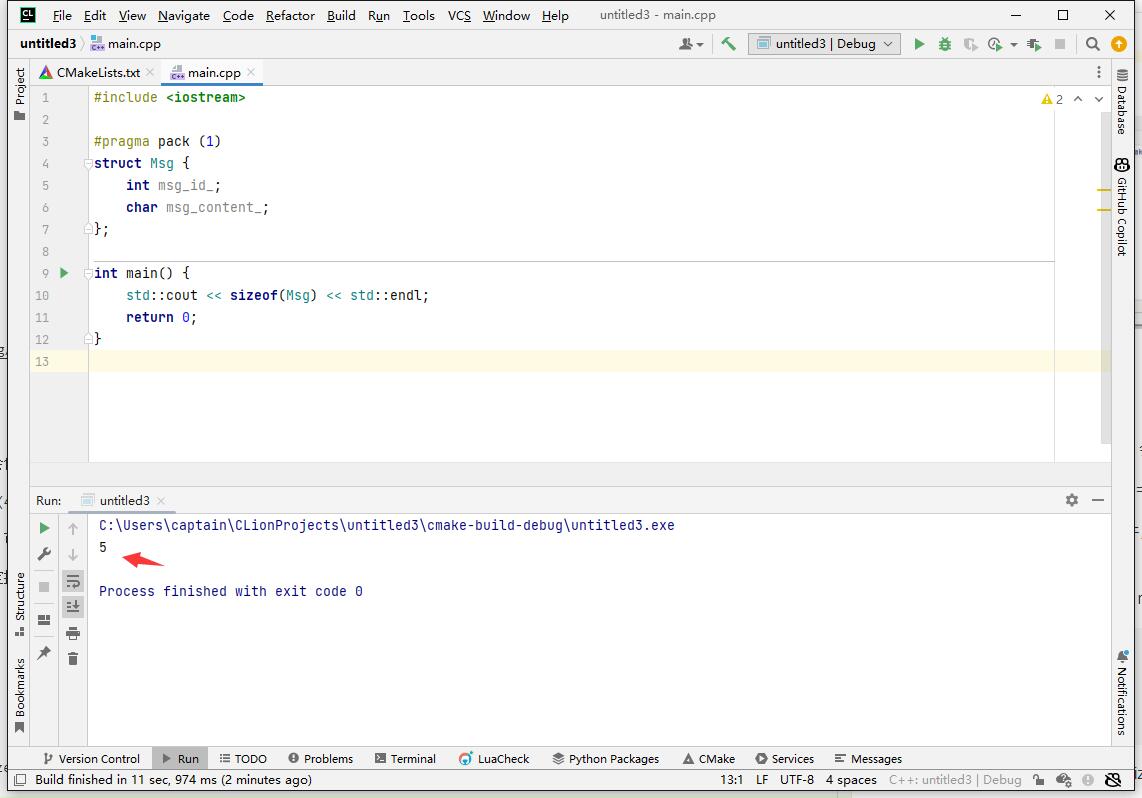 CL File Edit View Navigate Code Refactor Build Run Tools VCS Window Help untitled3 - main.cpp
untitled3 main.cpp untitled3 | Debug
Project
CMakeLists.txt main.cpp
1 #include <iostream>
2
3 #pragma pack (1)
4 struct Msg {
5 int msg_id_;
6 char msg_content_;
7 };
8
9 int main() {
10 std::cout << sizeof(Msg) << std::endl;
11 return 0;
12 }
13
2
Database
GitHub Copilot
Run: untitled3
C:\Users\captain\CLionProjects\untitled3\cmake-build-debug\untitled3.exe
5
Process finished with exit code 0
Structure
Bookmarks
Notifications
Version Control Run TODO Problems Terminal LuaCheck Python Packages CMake Services Messages
Build finished in 11 sec, 974 ms (2 minutes ago) 13:1 LF UTF-8 4 spaces C++: untitled3 | Debug